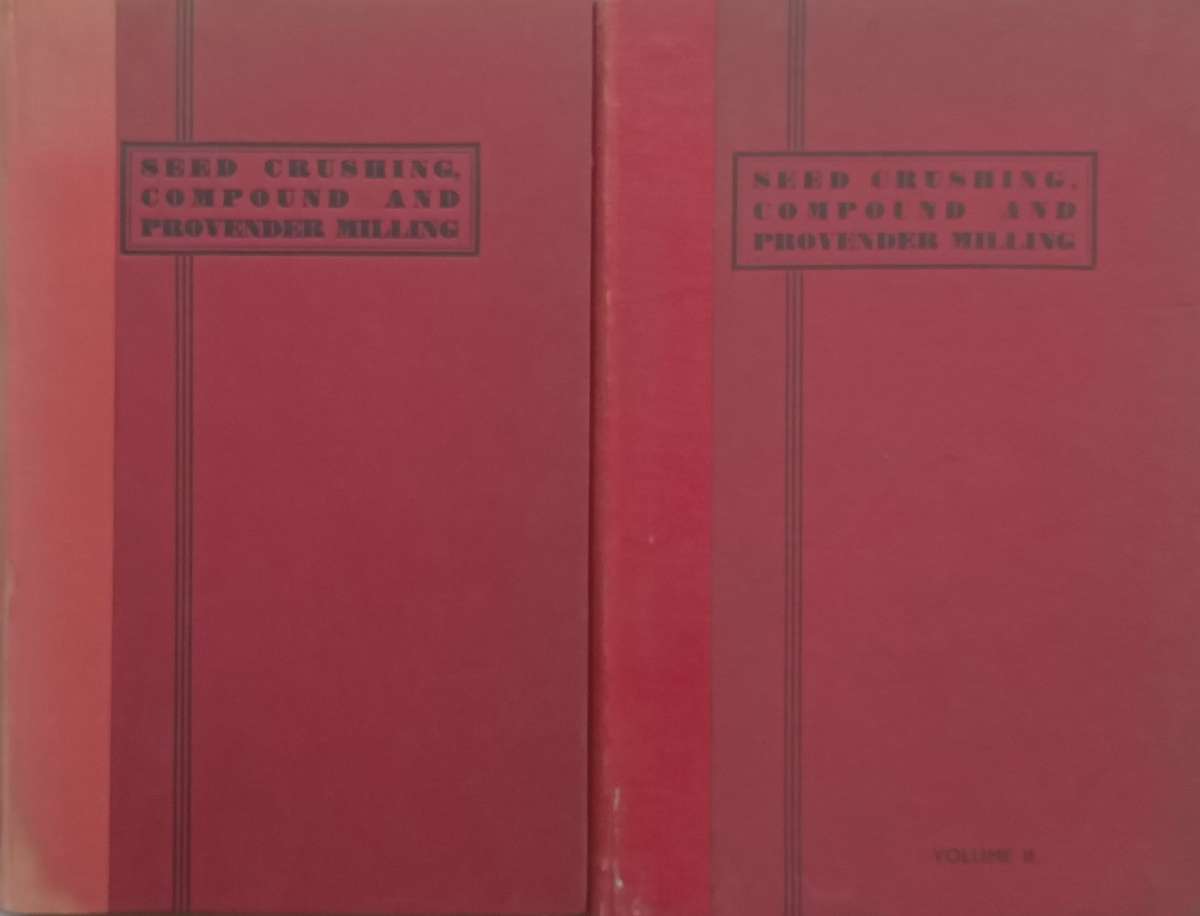 SEED CRUSHING,
COMPOUND AND
PROVENDER MILLING
SEED CRUSHING,
COMPOUND AND
PROVENDER MILLING
VOLUME II